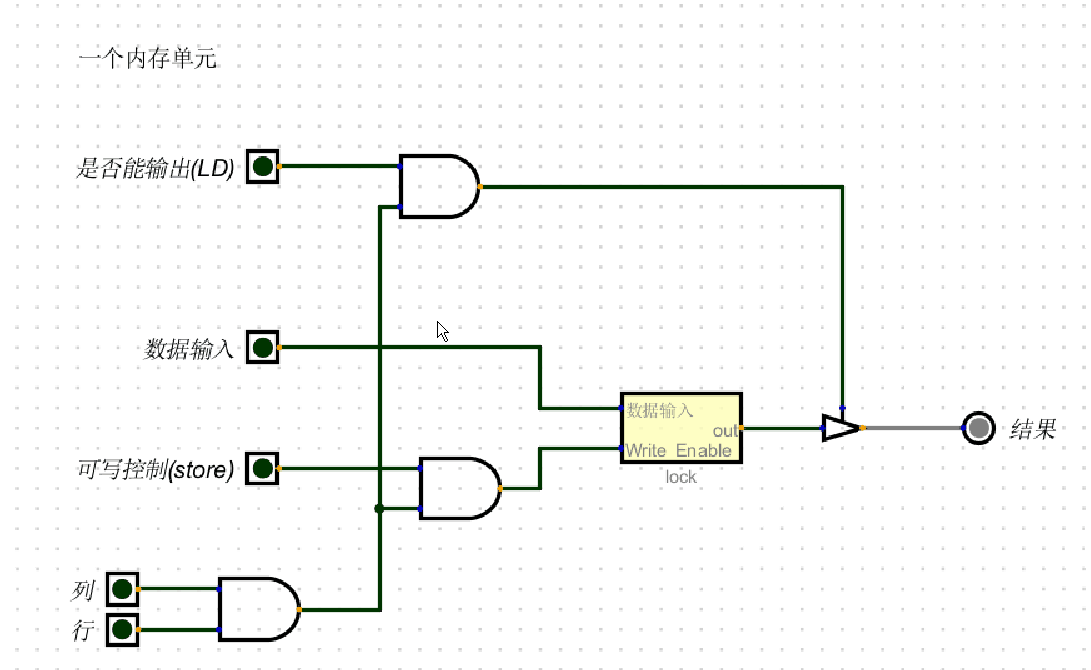 一个内存单元
是否能输出(LD)
数据输入
数据输入
out
Write Enable
lock
结果
可写控制(store)
列
行